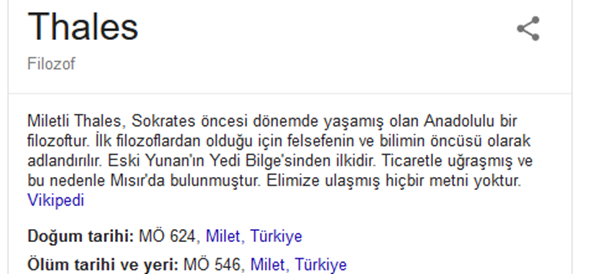 Thales
Filozof
Miletli Thales, Sokrates öncesi dönemde yaşamış olan Anadolulu bir
filozoftur. İlk filozoflardan olduğu için felsefenin ve bilimin öncüsü olarak
adlandırılır. Eski Yunan'ın Yedi Bilge'sinden ilkidir. Ticaretle uğraşmış ve
bu nedenle Mısır'da bulunmuştur. Elimize ulaşmış hiçbir metni yoktur.
Vikipedi
Doğum tarihi: MÖ 624, Milet, Türkiye
Ölüm tarihi ve yeri: MÖ 546, Milet, Türkiye